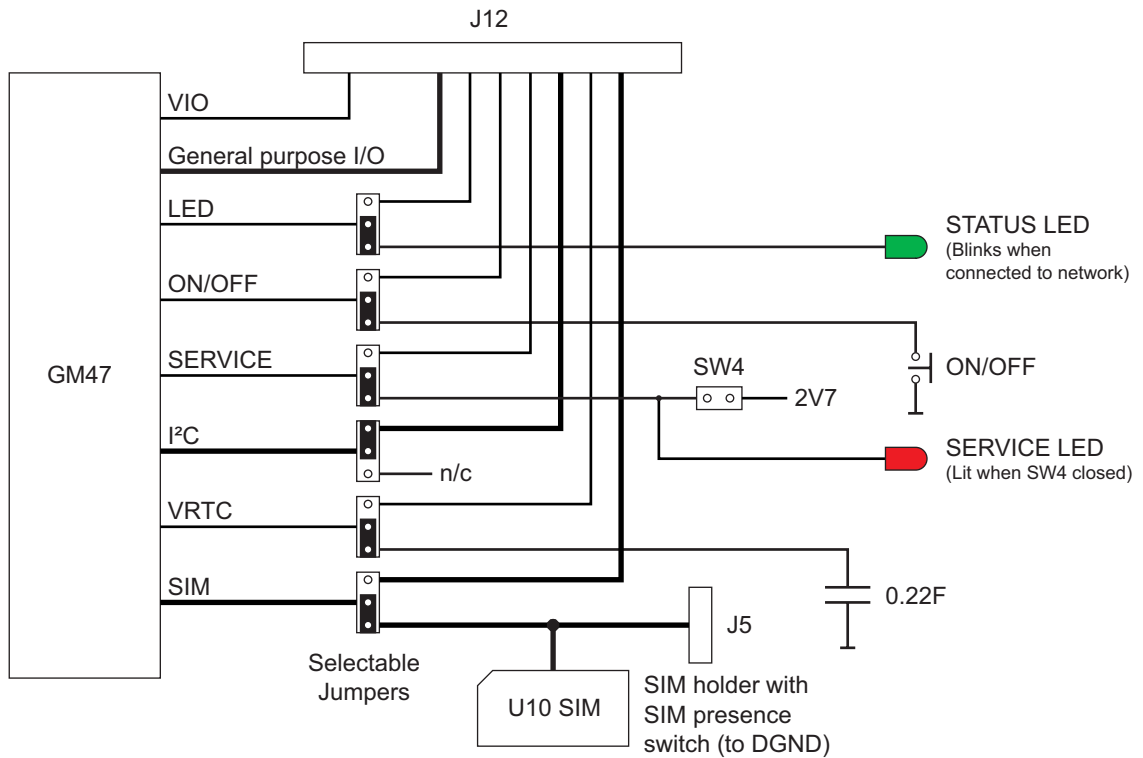 J12
VIO
General purpose I/O
LED
STATUS LED
(Blinks when
connected to network)
ON/OFF
GM47
SERVICE
SW4
2V7
ON/OFF
I²C
n/c
SERVICE LED
(Lit when SW4 closed)
VRTC
SIM
0.22F
J5
Selectable
Jumpers
U10 SIM
SIM holder with
SIM presence
switch (to DGND)